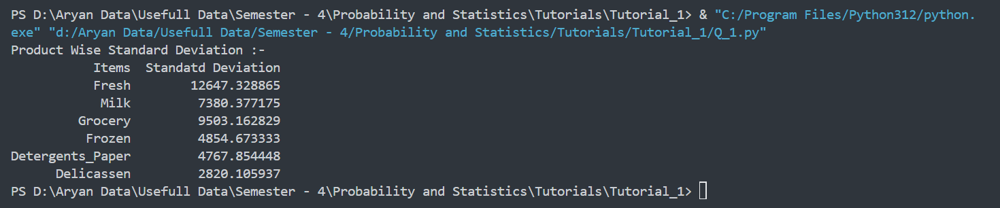 PS D:\Aryan Data\Usefull Data\Semester - 4\Probability and Statistics\Tutorials\Tutorial_1> & "C:/Program Files/Python312/python.
exe" "d:/Aryan Data/Usefull Data/Semester - 4/Probability and Statistics/Tutorials/Tutorial_1/Q_1.py"
Product Wise Standard Deviation :-
Items Standatd Deviation
Fresh 12647.328865
Milk 7380.377175
Grocery 9503.162829
Frozen 4854.673333
Detergents_Paper 4767.854448
Delicassen 2820.105937
PS D:\Aryan Data\Usefull Data\Semester - 4\Probability and Statistics\Tutorials\Tutorial_1>